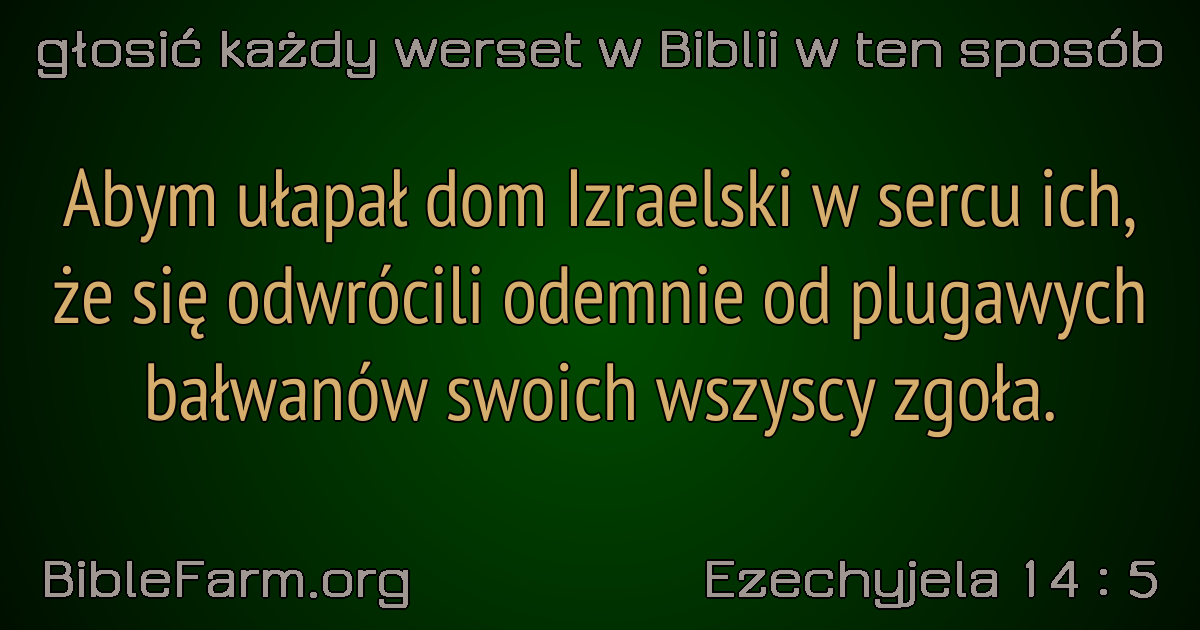 głosić każdy werset w Biblii w ten sposób
Abym ułapał dom Izraelski w sercu ich,
że się odwrócili odemnie od plugawych
bałwanów swoich wszyscy zgoła.
BibleFarm.org
Ezechyjela 14 : 5